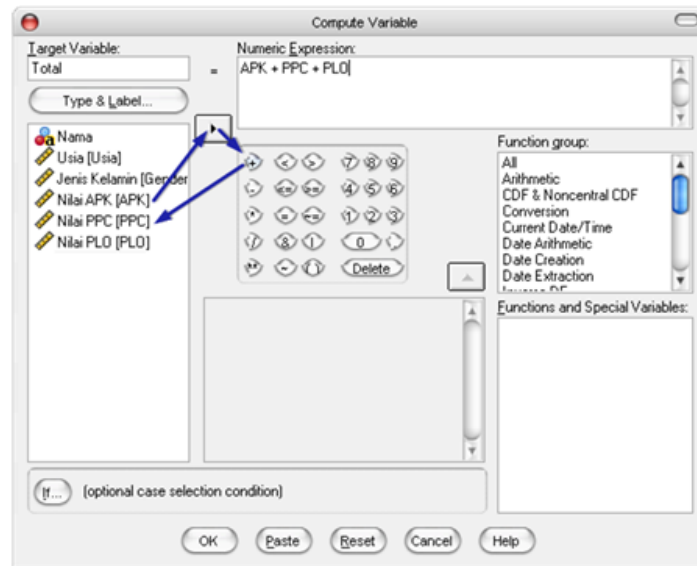 Compute Variable
Target Variable:
Total
=
Numeric Expression:
APK + PPC + PLO
Type & Label...
Nama
Usia [Usia]
Jenis Kelamin [Gender
Nilai APK [APK]
Nilai PPC [PPC]
Nilai PLO [PLO]
+ < > 7 8 9
- <= >= 4 5 6
* = ~= 1 2 3
/ & | 0 .
** ~ () Delete
Function group:
All
Arithmetic
CDF & Noncentral CDF
Conversion
Current Date/Time
Date Arithmetic
Date Creation
Date Extraction
Functions and Special Variables:
If... (optional case selection condition)
OK Paste Reset Cancel Help